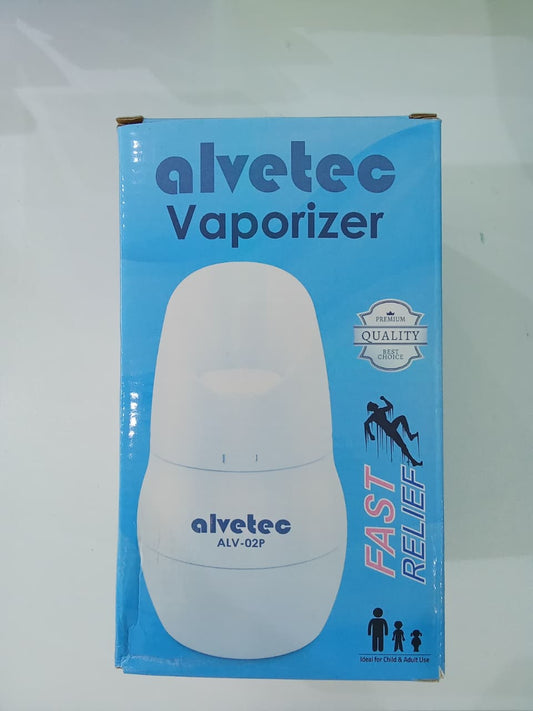 alvetec
Vaporizer
PREMIUM
QUALITY
BEST
CHOICE
FAST
RELIEF
alvetec
ALV-02P
Ideal for Child & Adult Use